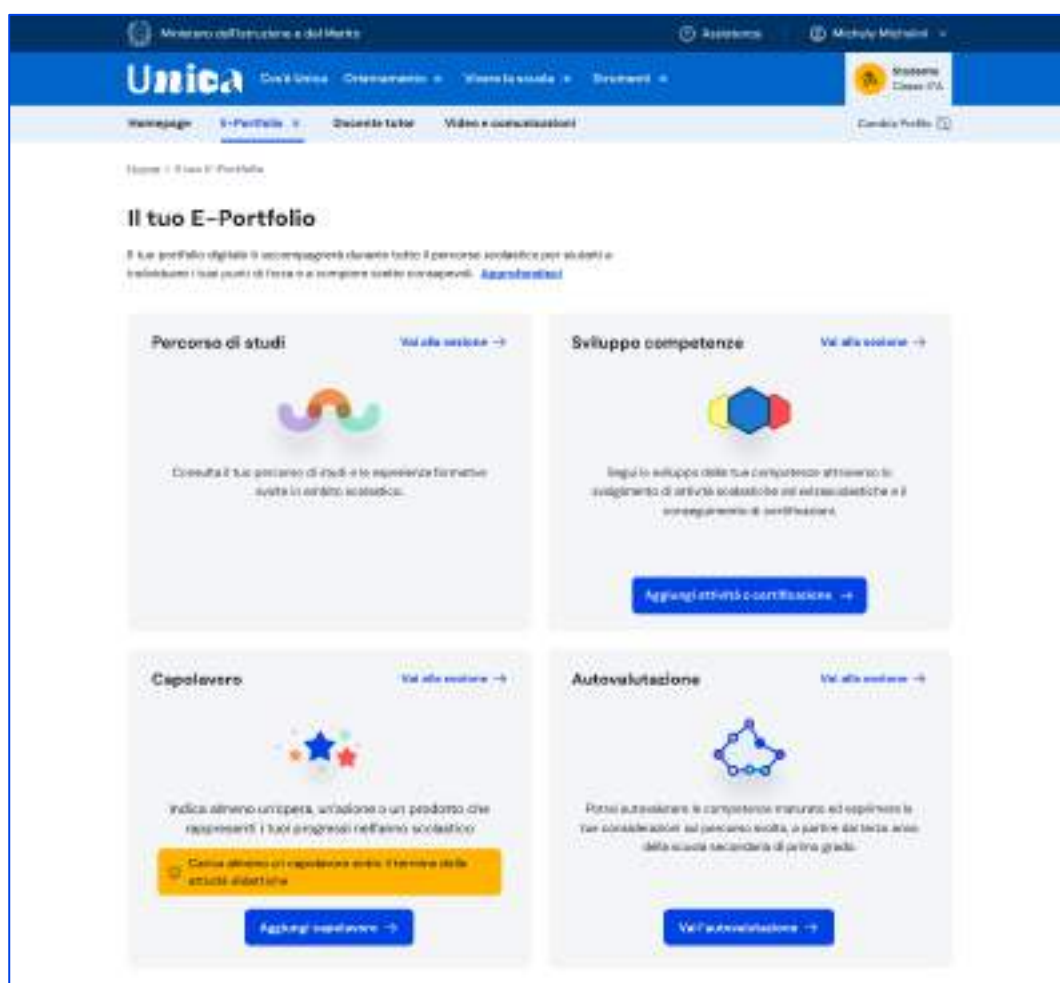 Ministero dell'Istruzione e del Merito
Assistenza
Unica
Cos'è Unica Orientamento Vivere la scuola Strumenti
Studente
Classe
Homepage E-Portfolio Docente tutor Video e comunicazioni
Cambia Profilo
Home Il tuo E-Portfolio
Il tuo E-Portfolio
Il tuo portfolio digitale ti accompagnerà durante tutto il percorso scolastico per aiutarti a
individuare i tuoi punti di forza e a compiere scelte consapevoli. Approfondisci
Percorso di studi
Vai alla sezione →
Consulta il tuo percorso di studi e le esperienze formative
svolte in ambito scolastico.
Sviluppo competenze
Vai alla sezione →
Segui lo sviluppo delle tue competenze attraverso lo
svolgimento di attività scolastiche ed extrascolastiche e il
conseguimento di certificazioni.
Aggiungi attività o certificazione →
Capolavoro
Vai alla sezione →
Indica almeno un'opera, un'azione o un prodotto che
rappresenti i tuoi progressi nell'anno scolastico
Carica almeno un capolavoro entro il termine delle
attività didattiche
Aggiungi capolavoro →
Autovalutazione
Vai alla sezione →
Potrai autovalutare le competenze maturate ed esprimere le
tue considerazioni sul percorso svolto, a partire dal terzo anno
della scuola secondaria di primo grado.
Vai l'autovalutazione →